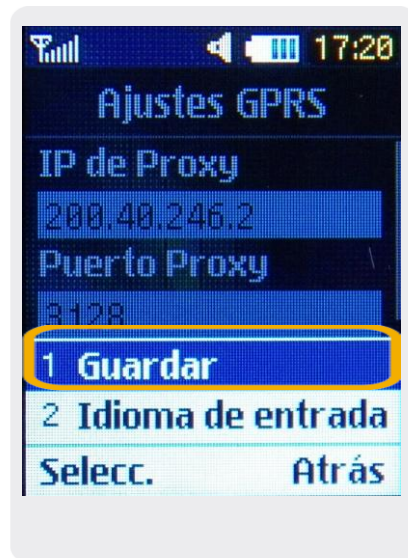 17:20
Ajustes GPRS
IP de Proxy
200.40.246.2
Puerto Proxy
3128
1 Guardar
2 Idioma de entrada
Selecc. Atrás